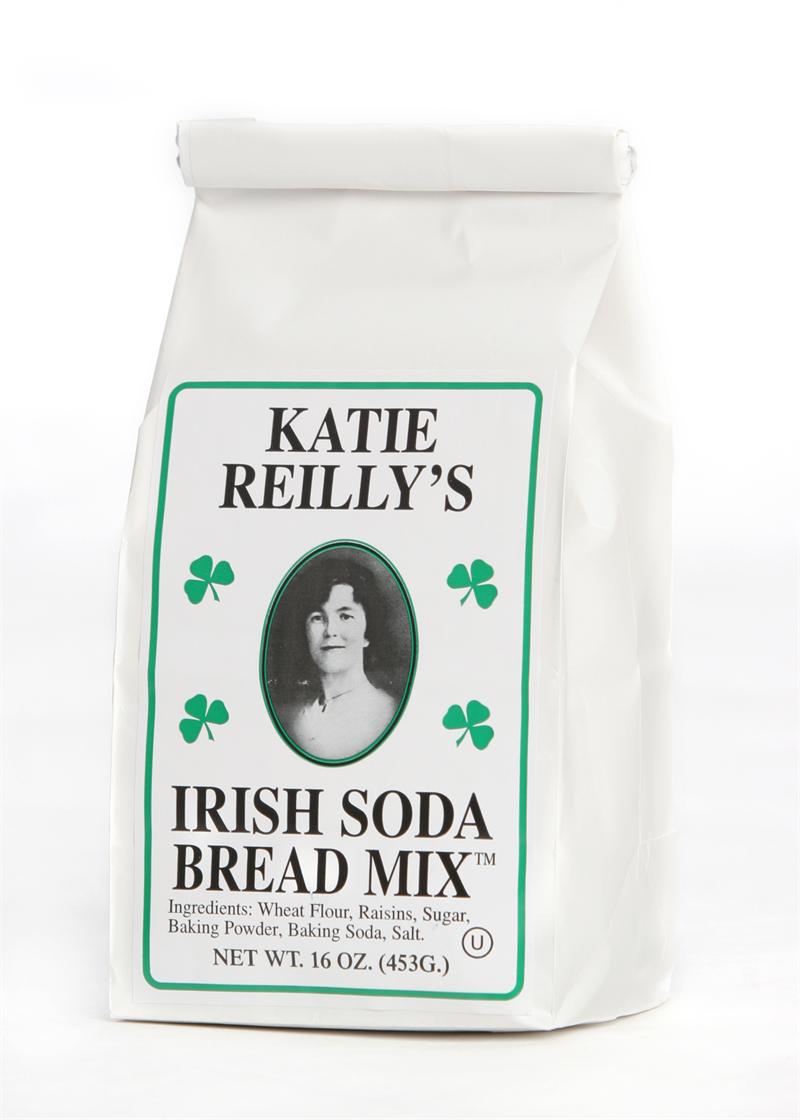 KATIE
REILLY'S
IRISH SODA
BREAD MIX™
Ingredients: Wheat Flour, Raisins, Sugar,
Baking Powder, Baking Soda, Salt.
U
NET WT. 16 OZ. (453G.)